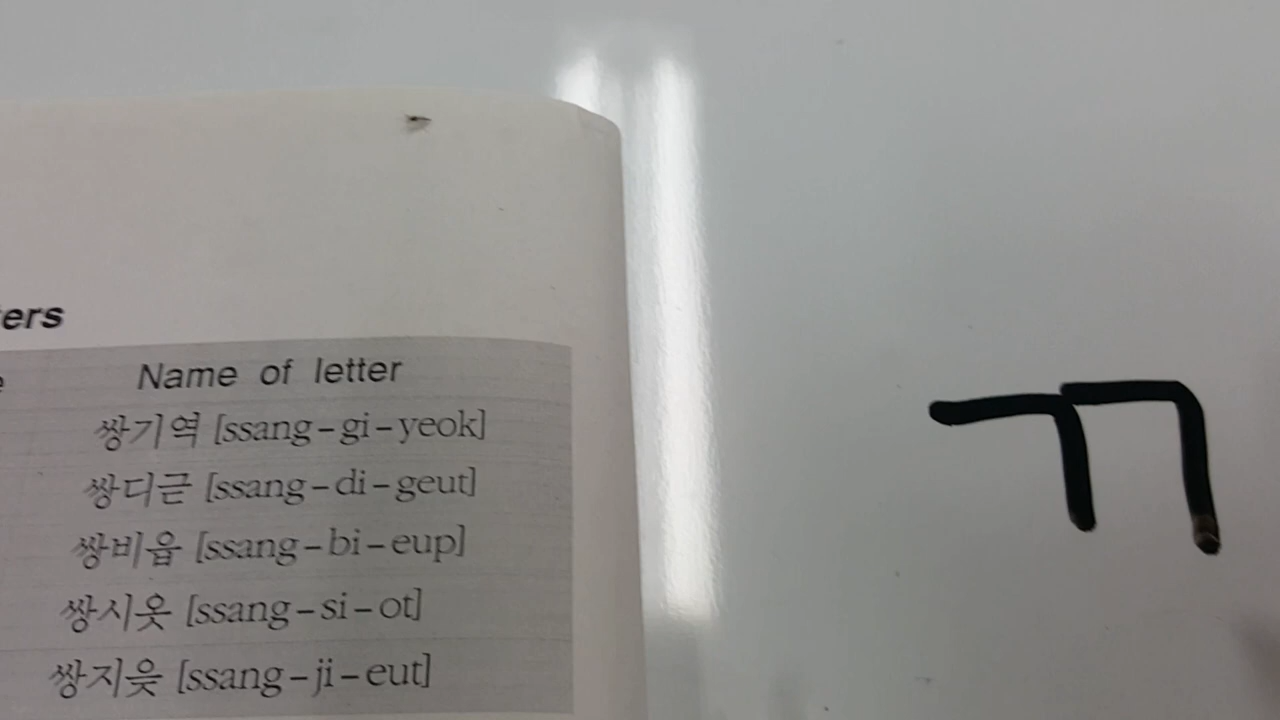 ers
Name of letter
쌍기역 [ssang-gi-yeok]
쌍디귿 [ssang-di-geut]
쌍비읍 [ssang-bi-eup]
쌍시옷 [ssang-si-ot]
쌍지읒 [ssang-ji-eut]
ㄲ